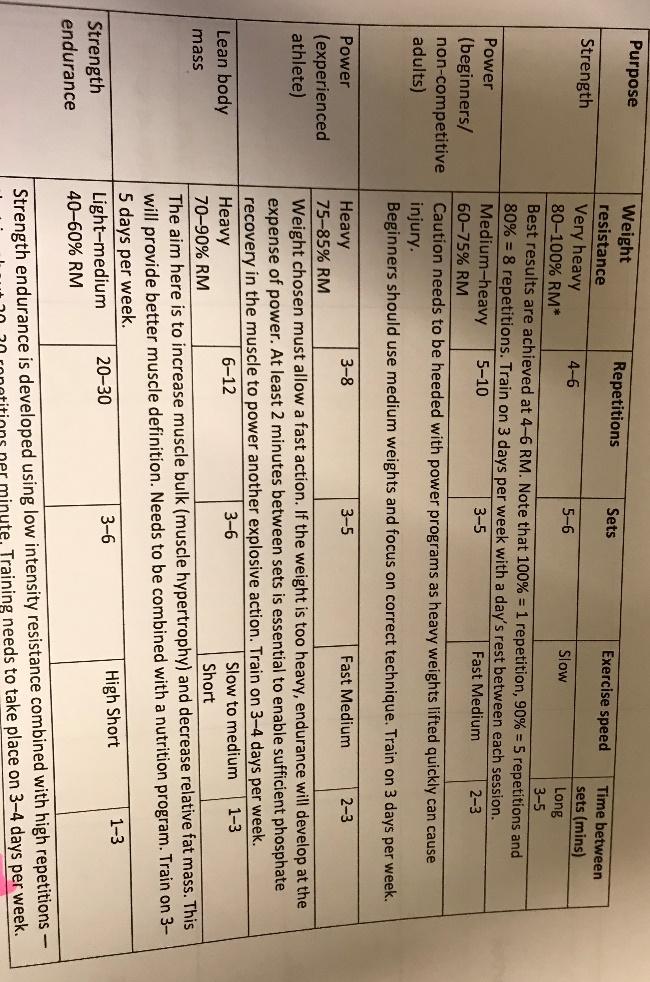 Purpose Weight resistance Repetitions Sets Exercise speed Time between sets (mins)
Strength Very heavy 80–100% RM* 4–6 5–6 Slow Long 3–5
Best results are achieved at 4–6 RM. Note that 100% = 1 repetition, 90% = 5 repetitions and
80% = 8 repetitions. Train on 3 days per week with a day's rest between each session.
Power (beginners/ non-competitive adults) Medium–heavy 60–75% RM 5–10 3–5 Fast Medium 2–3
Caution needs to be heeded with power programs as heavy weights lifted quickly can cause
injury.
Beginners should use medium weights and focus on correct technique. Train on 3 days per week.
Power (experienced athlete) Heavy 75–85% RM 3–8 3–5 Fast Medium 2–3
Weight chosen must allow a fast action. If the weight is too heavy, endurance will develop at the
expense of power. At least 2 minutes between sets is essential to enable sufficient phosphate
recovery in the muscle to power another explosive action. Train on 3–4 days per week.
Lean body mass Heavy 70–90% RM 6–12 3–6 Slow to medium Short 1–3
The aim here is to increase muscle bulk (muscle hypertrophy) and decrease relative fat mass. This
will provide better muscle definition. Needs to be combined with a nutrition program. Train on 3–
5 days per week.
Strength endurance Light–medium 40–60% RM 20–30 3–6 High Short 1–3
Strength endurance is developed using low intensity resistance combined with high repetitions —
repetitions per minute. Training needs to take place on 3–4 days per week.